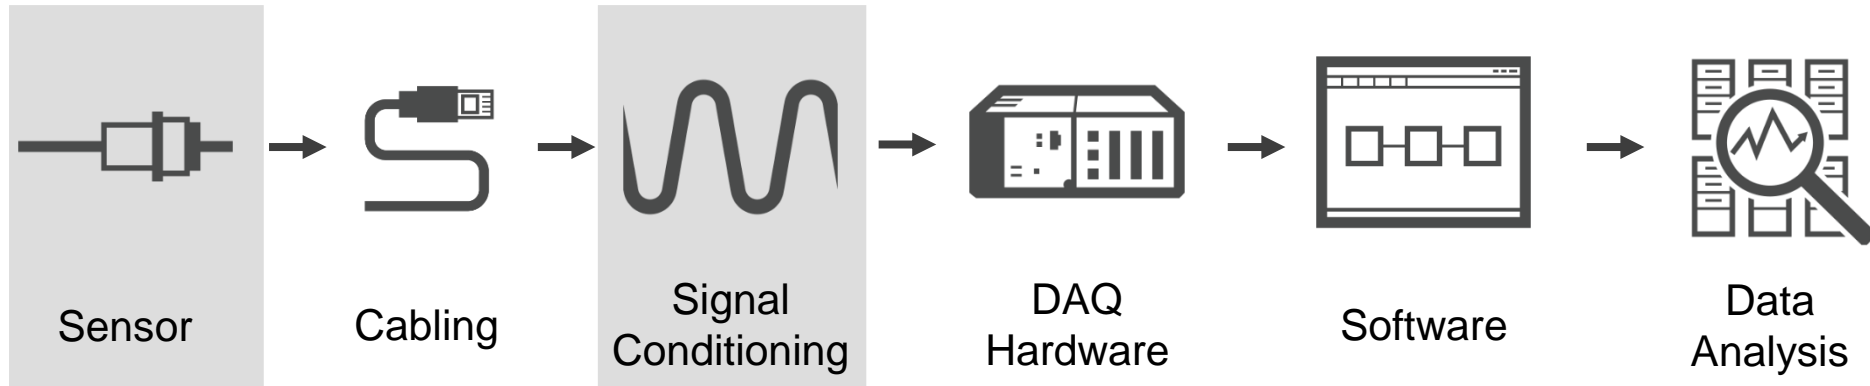 Sensor
Cabling
Signal
Conditioning
DAQ
Hardware
Software
Data
Analysis